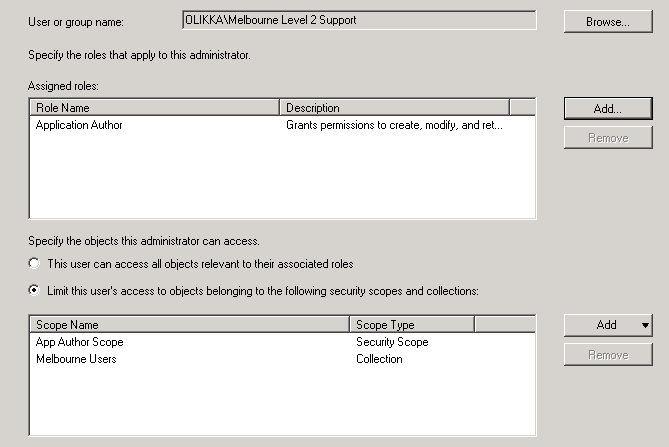 User or group name: OLIKKA\Melbourne Level 2 Support Browse...
Specify the roles that apply to this administrator.
Assigned roles:
Role Name Description Add...
Application Author Grants permissions to create, modify, and ret...
Remove
Specify the objects this administrator can access.
This user can access all objects relevant to their associated roles
Limit this user's access to objects belonging to the following security scopes and collections:
Scope Name Scope Type Add
App Author Scope Security Scope
Melbourne Users Collection Remove